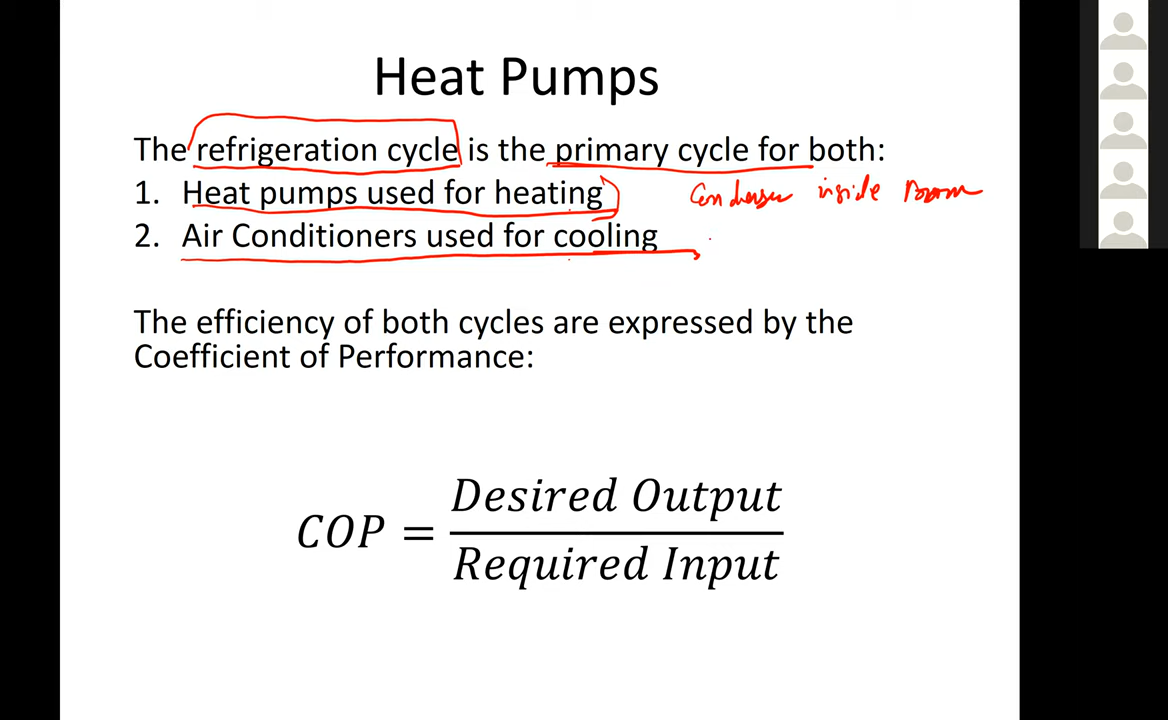 Heat Pumps
The refrigeration cycle is the primary cycle for both:
1. Heat pumps used for heating
Condenser inside Room
2. Air Conditioners used for cooling
The efficiency of both cycles are expressed by the
Coefficient of Performance:
COP = Desired Output / Required Input